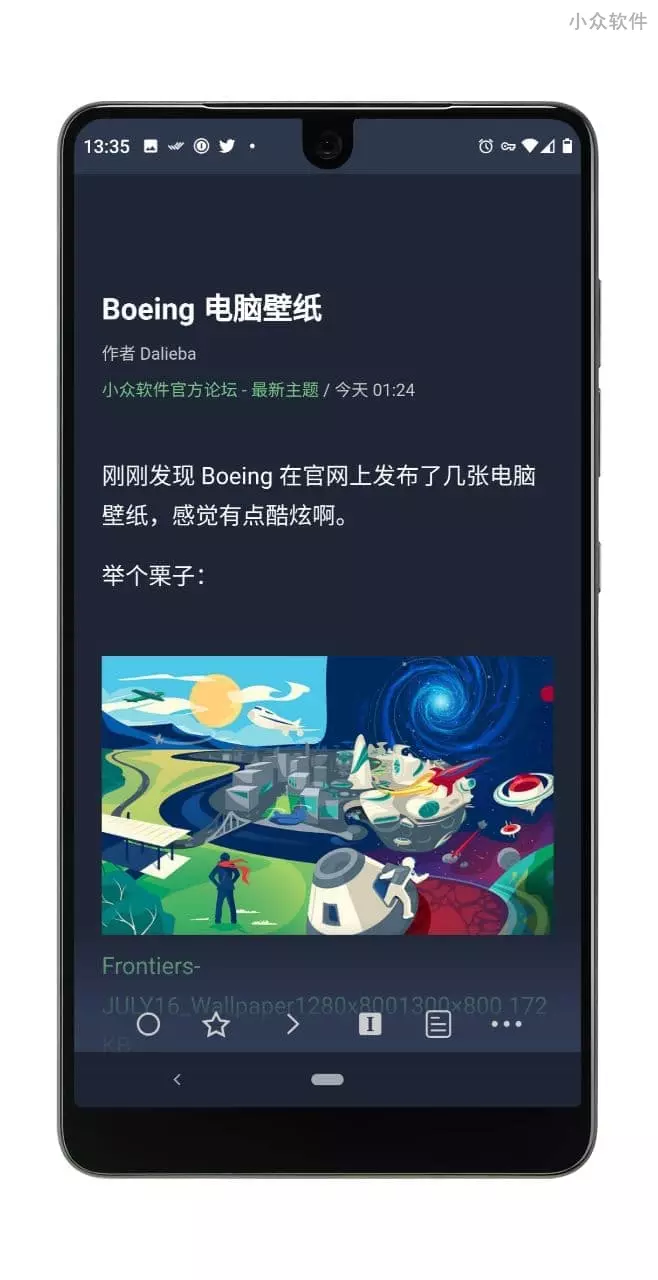 小众软件
13:35
Boeing 电脑壁纸
作者 Dalieba
小众软件官方论坛 - 最新主题 / 今天 01:24
刚刚发现 Boeing 在官网上发布了几张电脑
壁纸，感觉有点酷炫啊。
举个栗子：
Frontiers-
JULY16_Wallpaper1280x8001300×800 172
KB